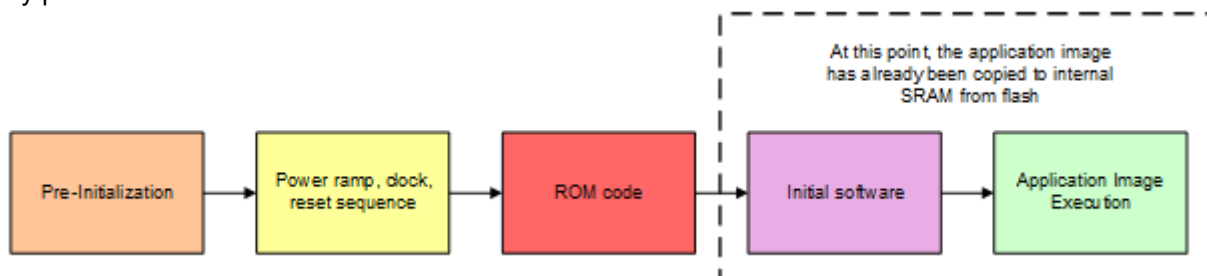 At this point, the application image
has already been copied to internal
SRAM from flash
Pre-Initialization
Power ramp, clock,
reset sequence
ROM code
Initial software
Application Image
Execution